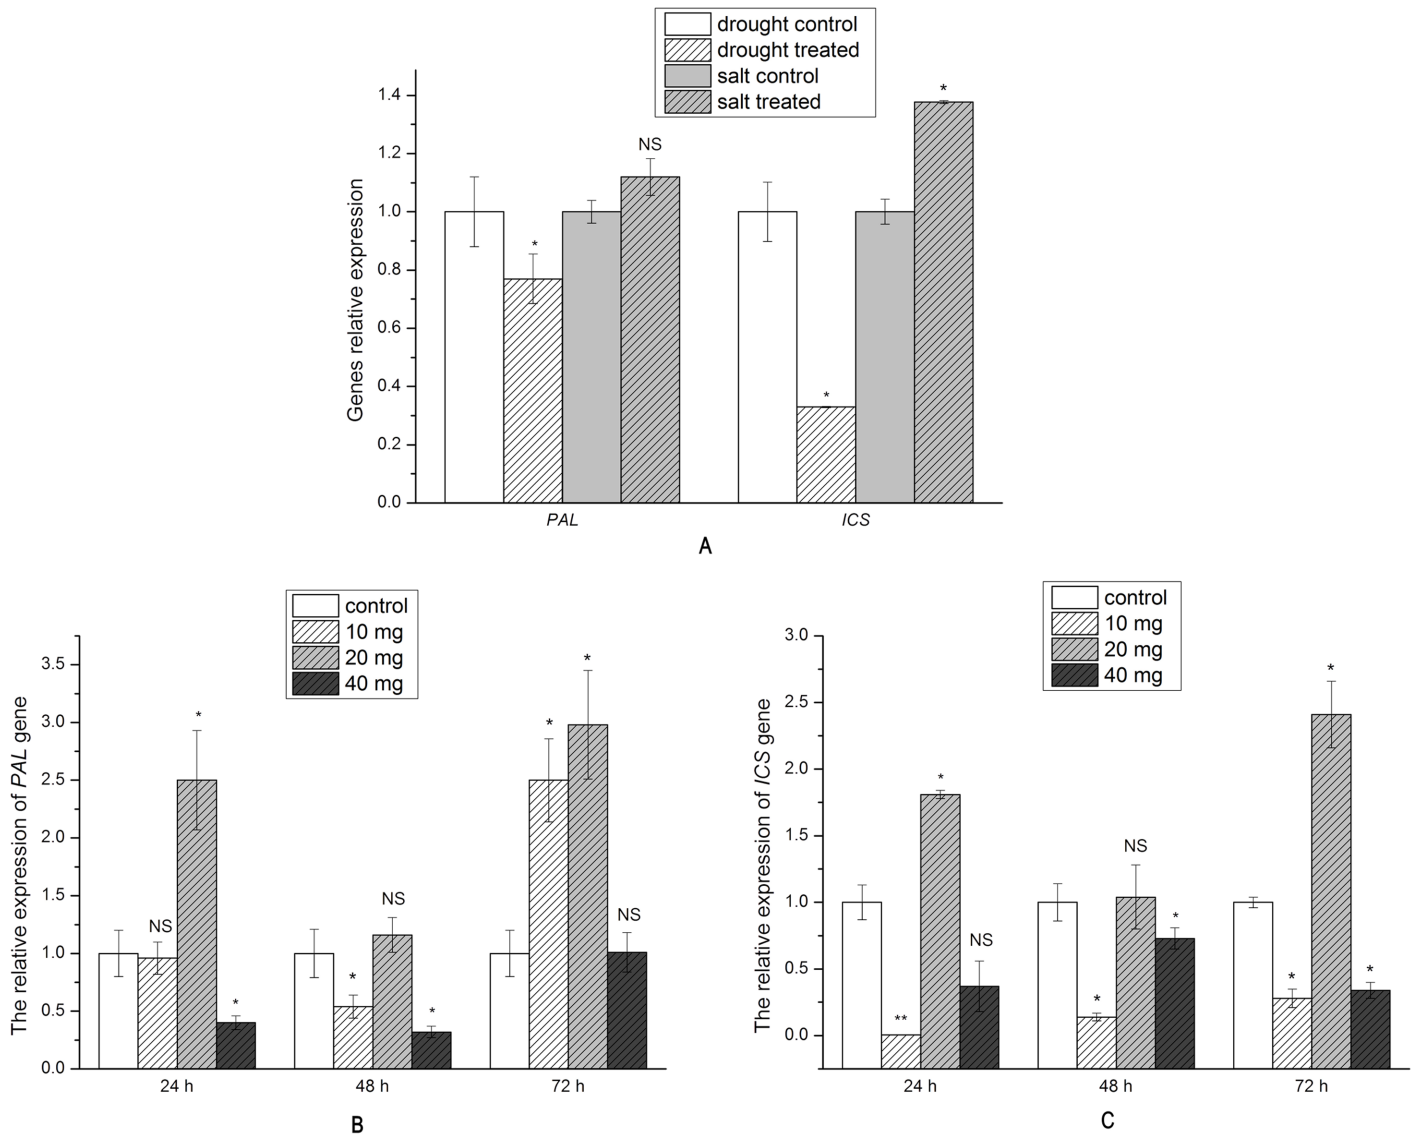 drought control
drought treated
salt control
salt treated
Genes relative expression
1.4
1.2
1.0
0.8
0.6
0.4
0.2
0.0
*
NS
*
*
PAL
ICS
A
control
10 mg
20 mg
40 mg
The relative expression of PAL gene
3.5
3.0
2.5
2.0
1.5
1.0
0.5
0.0
NS
*
*
*
NS
*
*
*
NS
24 h
48 h
72 h
B
control
10 mg
20 mg
40 mg
The relative expression of ICS gene
3.0
2.5
2.0
1.5
1.0
0.5
0.0
**
*
NS
*
NS
*
*
*
*
24 h
48 h
72 h
C